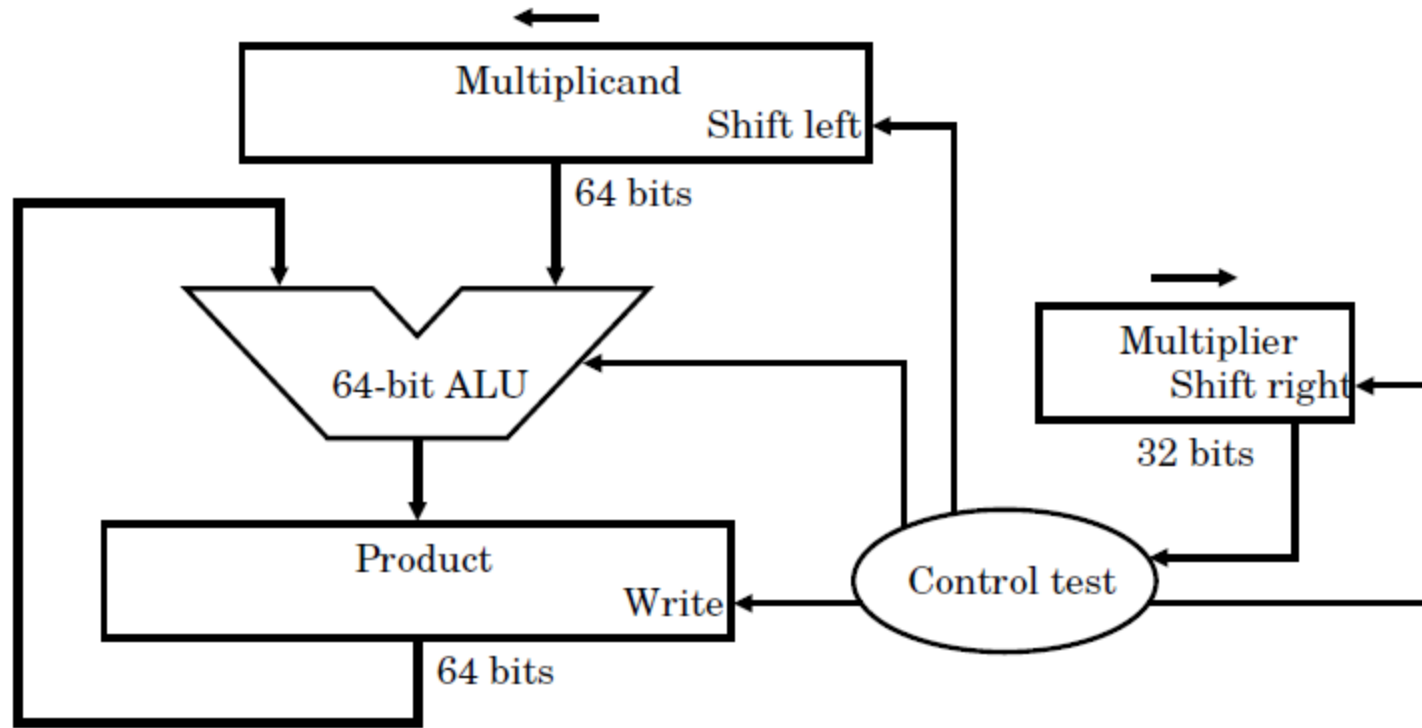 Multiplicand
Shift left
64 bits
Multiplier
Shift right
64-bit ALU
32 bits
Product
Control test
Write
64 bits